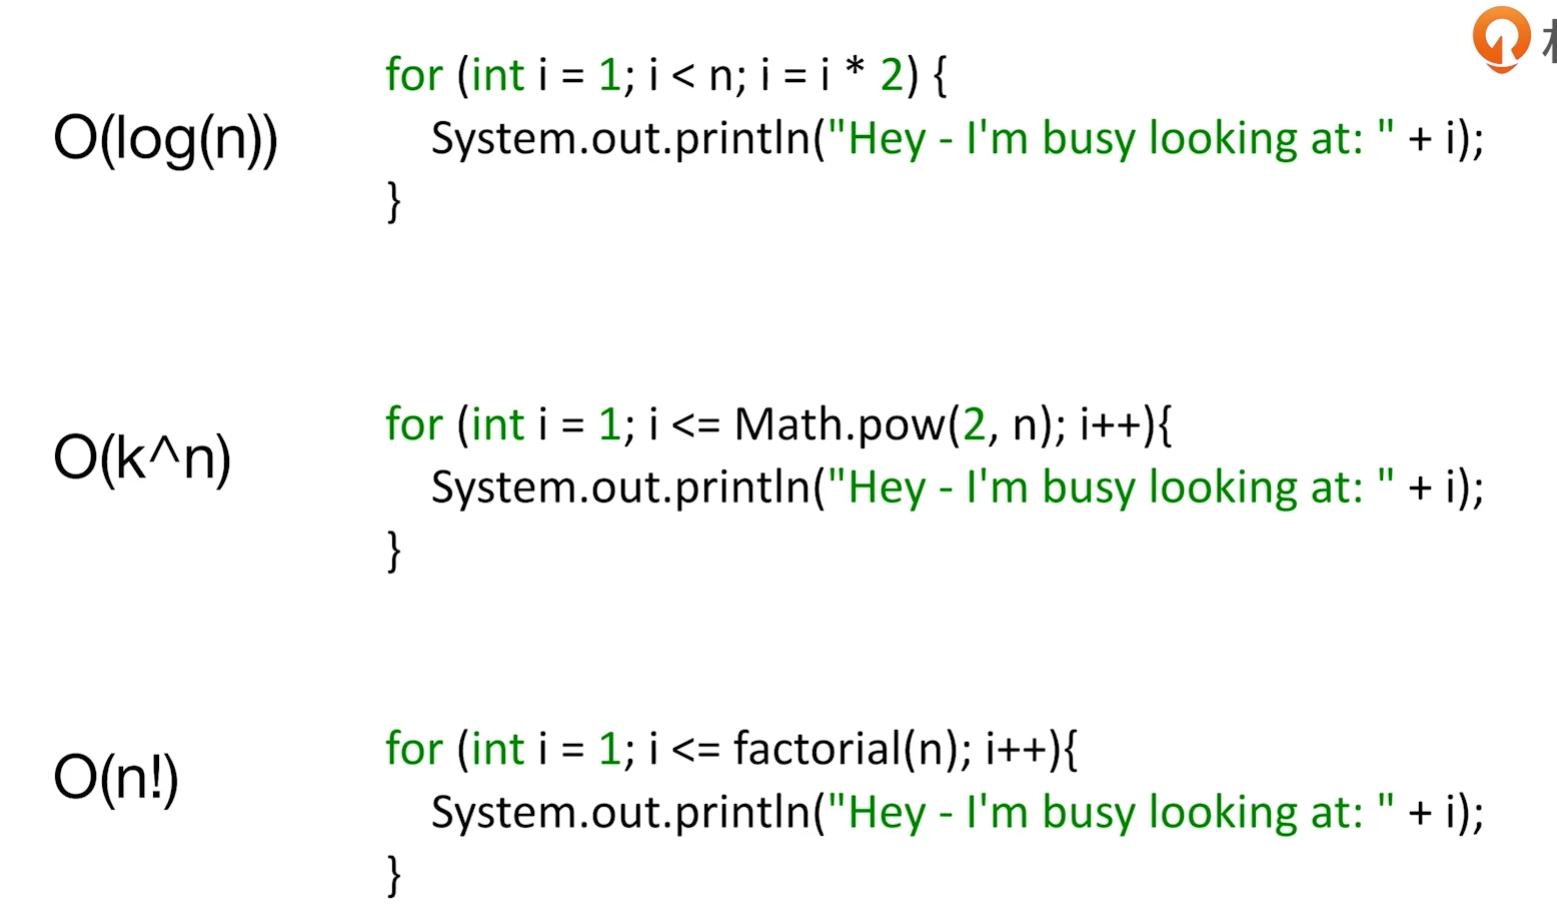 O(log(n))
for (int i = 1; i < n; i = i * 2) {
System.out.println("Hey - I'm busy looking at: " + i);
}
O(k^n)
for (int i = 1; i <= Math.pow(2, n); i++){
System.out.println("Hey - I'm busy looking at: " + i);
}
O(n!)
for (int i = 1; i <= factorial(n); i++){
System.out.println("Hey - I'm busy looking at: " + i);
}